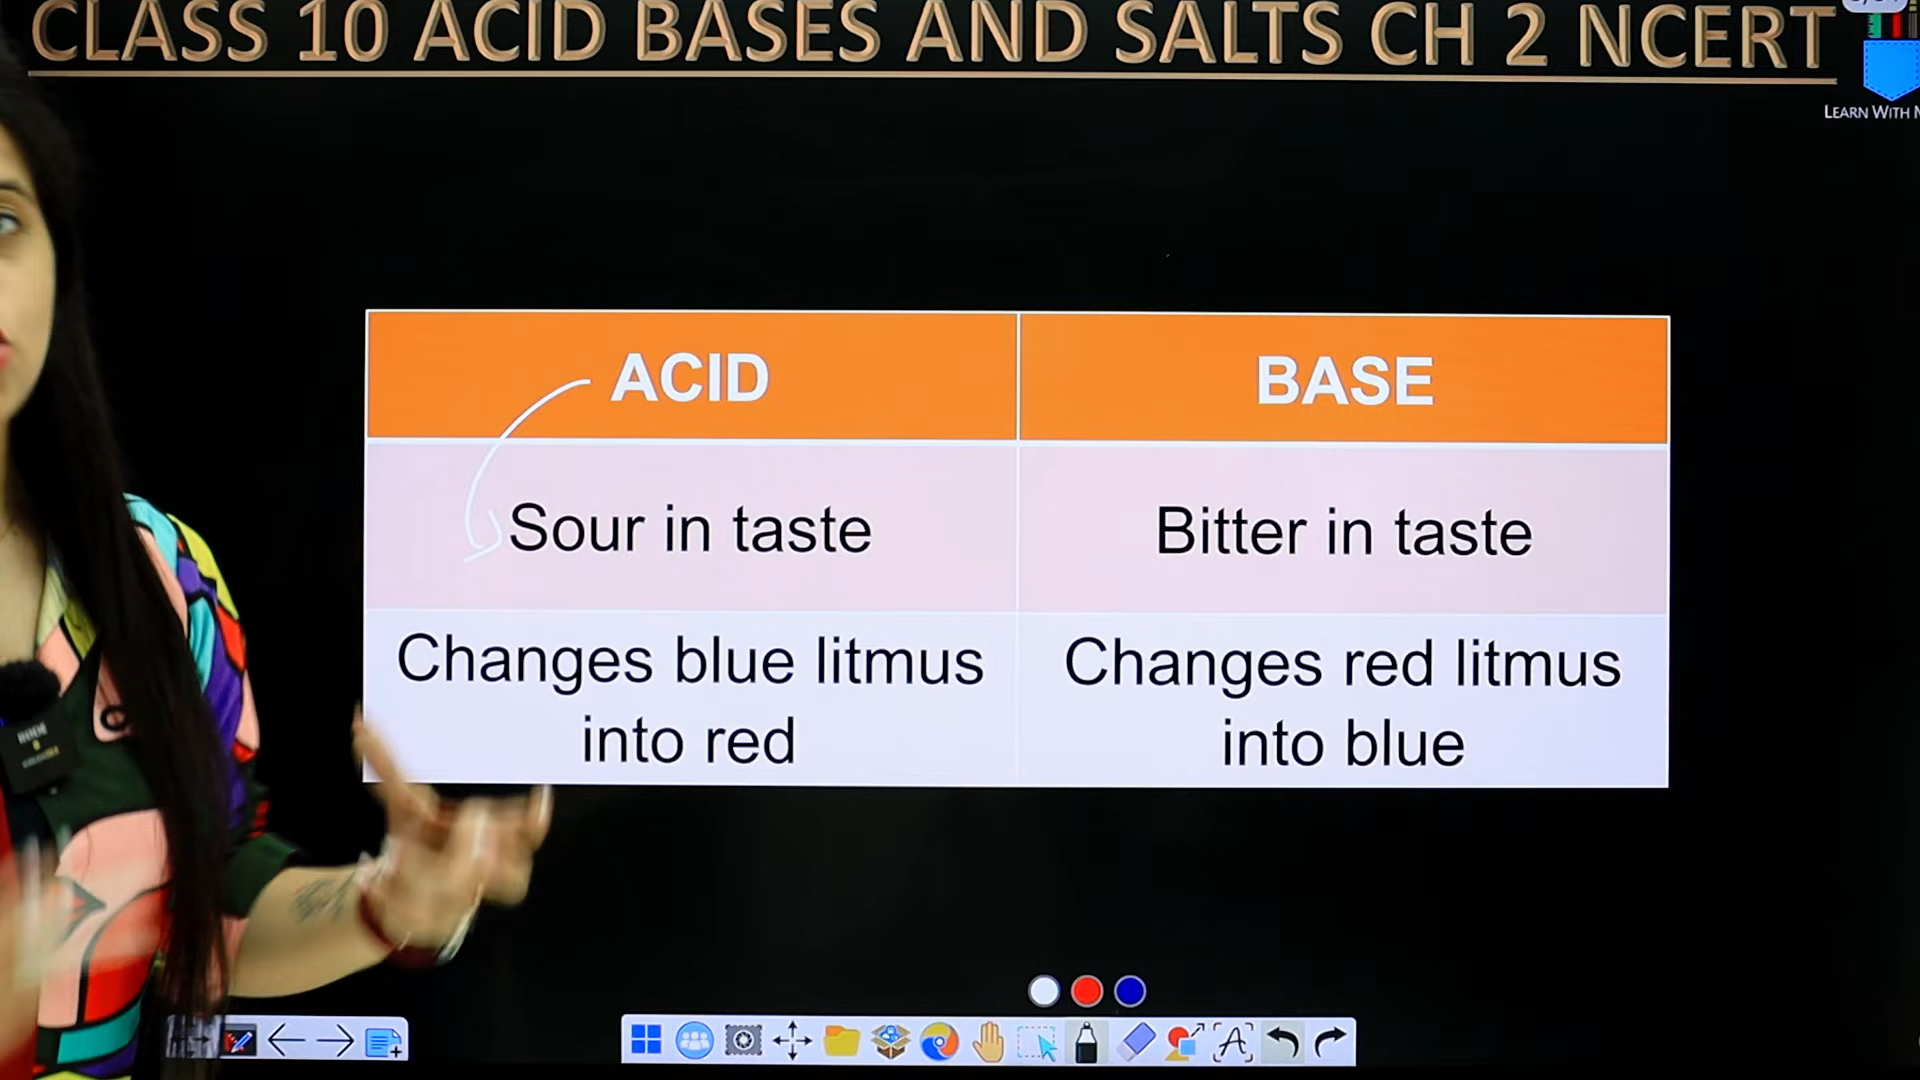 CLASS 10 ACID BASES AND SALTS CH 2 NCERT
LEARN WITH
ACID
BASE
Sour in taste
Bitter in taste
Changes blue litmus
into red
Changes red litmus
into blue
RODE